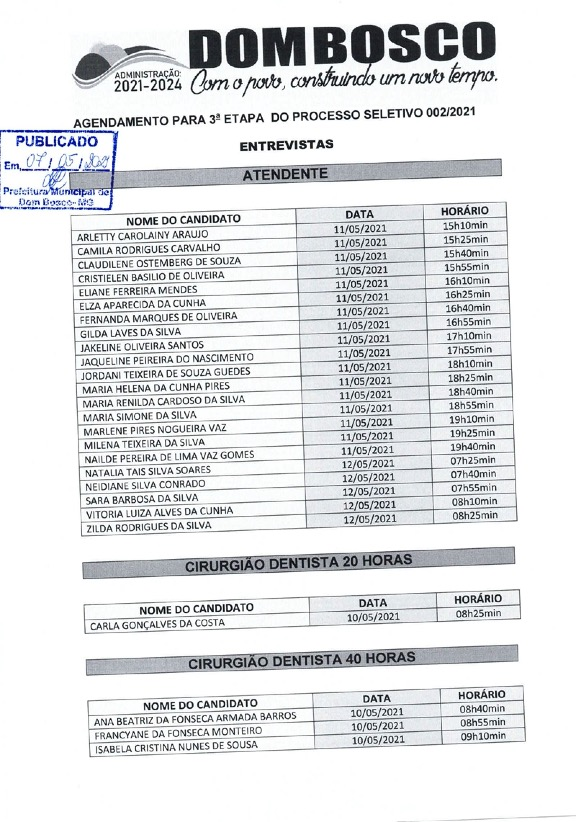 DOM BOSCO
ADMINISTRAÇÃO:
2021-2024
Com o povo, construindo um novo tempo.
AGENDAMENTO PARA 3ª ETAPA DO PROCESSO SELETIVO 002/2021
ENTREVISTAS
PUBLICADO
Em 07/05/2021
Prefeitura Municipal de
Dom Bosco-MG
ATENDENTE
NOME DO CANDIDATO DATA HORÁRIO
ARLETTY CAROLAINY ARAUJO 11/05/2021 15h10min
CAMILA RODRIGUES CARVALHO 11/05/2021 15h25min
CLAUDILENE OSTEMBERG DE SOUZA 11/05/2021 15h40min
CRISTIELEN BASILIO DE OLIVEIRA 11/05/2021 15h55min
ELIANE FERREIRA MENDES 11/05/2021 16h10min
ELZA APARECIDA DA CUNHA 11/05/2021 16h25min
FERNANDA MARQUES DE OLIVEIRA 11/05/2021 16h40min
GILDA LAVES DA SILVA 11/05/2021 16h55min
JAKELINE OLIVEIRA SANTOS 11/05/2021 17h10min
JAQUELINE PEIREIRA DO NASCIMENTO 11/05/2021 17h55min
JORDANI TEIXEIRA DE SOUZA GUEDES 11/05/2021 18h10min
MARIA HELENA DA CUNHA PIRES 11/05/2021 18h25min
MARIA RENILDA CARDOSO DA SILVA 11/05/2021 18h40min
MARIA SIMONE DA SILVA 11/05/2021 18h55min
MARLENE PIRES NOGUEIRA VAZ 11/05/2021 19h10min
MILENA TEIXEIRA DA SILVA 11/05/2021 19h25min
NAILDE PEREIRA DE LIMA VAZ GOMES 11/05/2021 19h40min
NATALIA TAIS SILVA SOARES 12/05/2021 07h25min
NEIDIANE SILVA CONRADO 12/05/2021 07h40min
SARA BARBOSA DA SILVA 12/05/2021 07h55min
VITORIA LUIZA ALVES DA CUNHA 12/05/2021 08h10min
ZILDA RODRIGUES DA SILVA 12/05/2021 08h25min
CIRURGIÃO DENTISTA 20 HORAS
NOME DO CANDIDATO DATA HORÁRIO
CARLA GONÇALVES DA COSTA 10/05/2021 08h25min
CIRURGIÃO DENTISTA 40 HORAS
NOME DO CANDIDATO DATA HORÁRIO
ANA BEATRIZ DA FONSECA ARMADA BARROS 10/05/2021 08h40min
FRANCYANE DA FONSECA MONTEIRO 10/05/2021 08h55min
ISABELA CRISTINA NUNES DE SOUSA 10/05/2021 09h10min